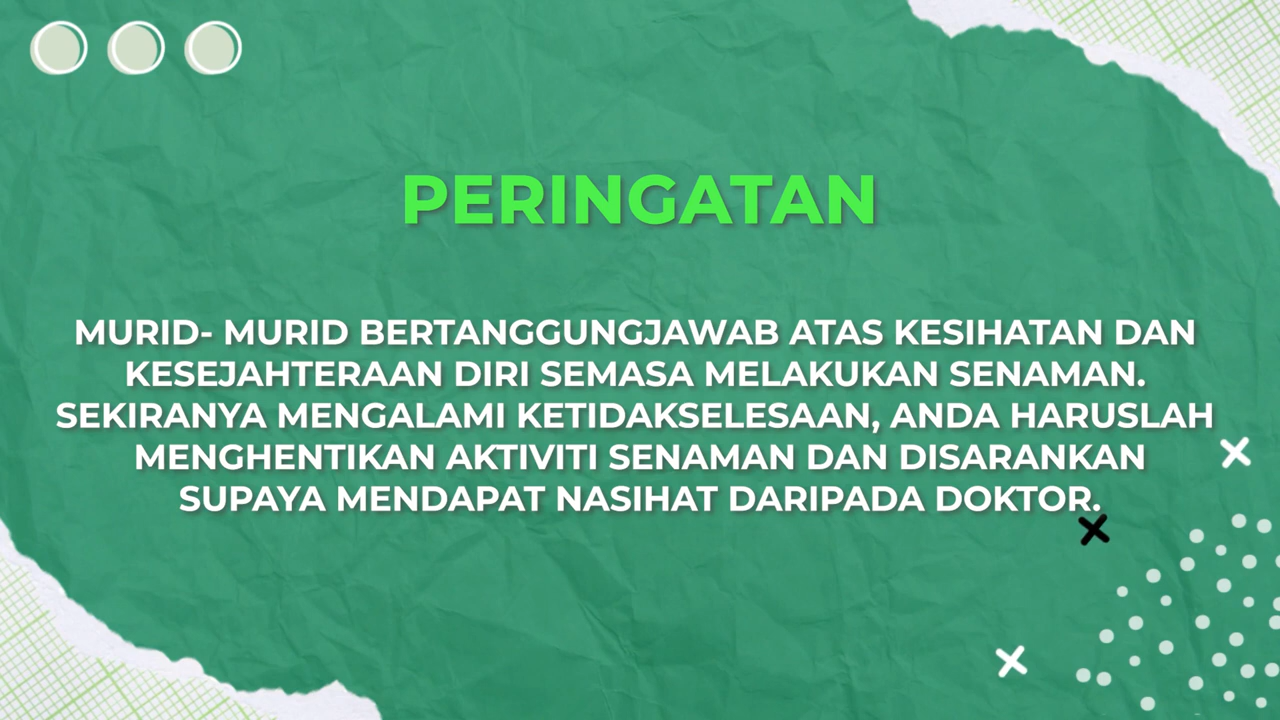 PERINGATAN
MURID- MURID BERTANGGUNGJAWAB ATAS KESIHATAN DAN
KESEJAHTERAAN DIRI SEMASA MELAKUKAN SENAMAN.
SEKIRANYA MENGALAMI KETIDAKSELESAAN, ANDA HARUSLAH
MENGHENTIKAN AKTIVITI SENAMAN DAN DISARANKAN
SUPAYA MENDAPAT NASIHAT DARIPADA DOKTOR.